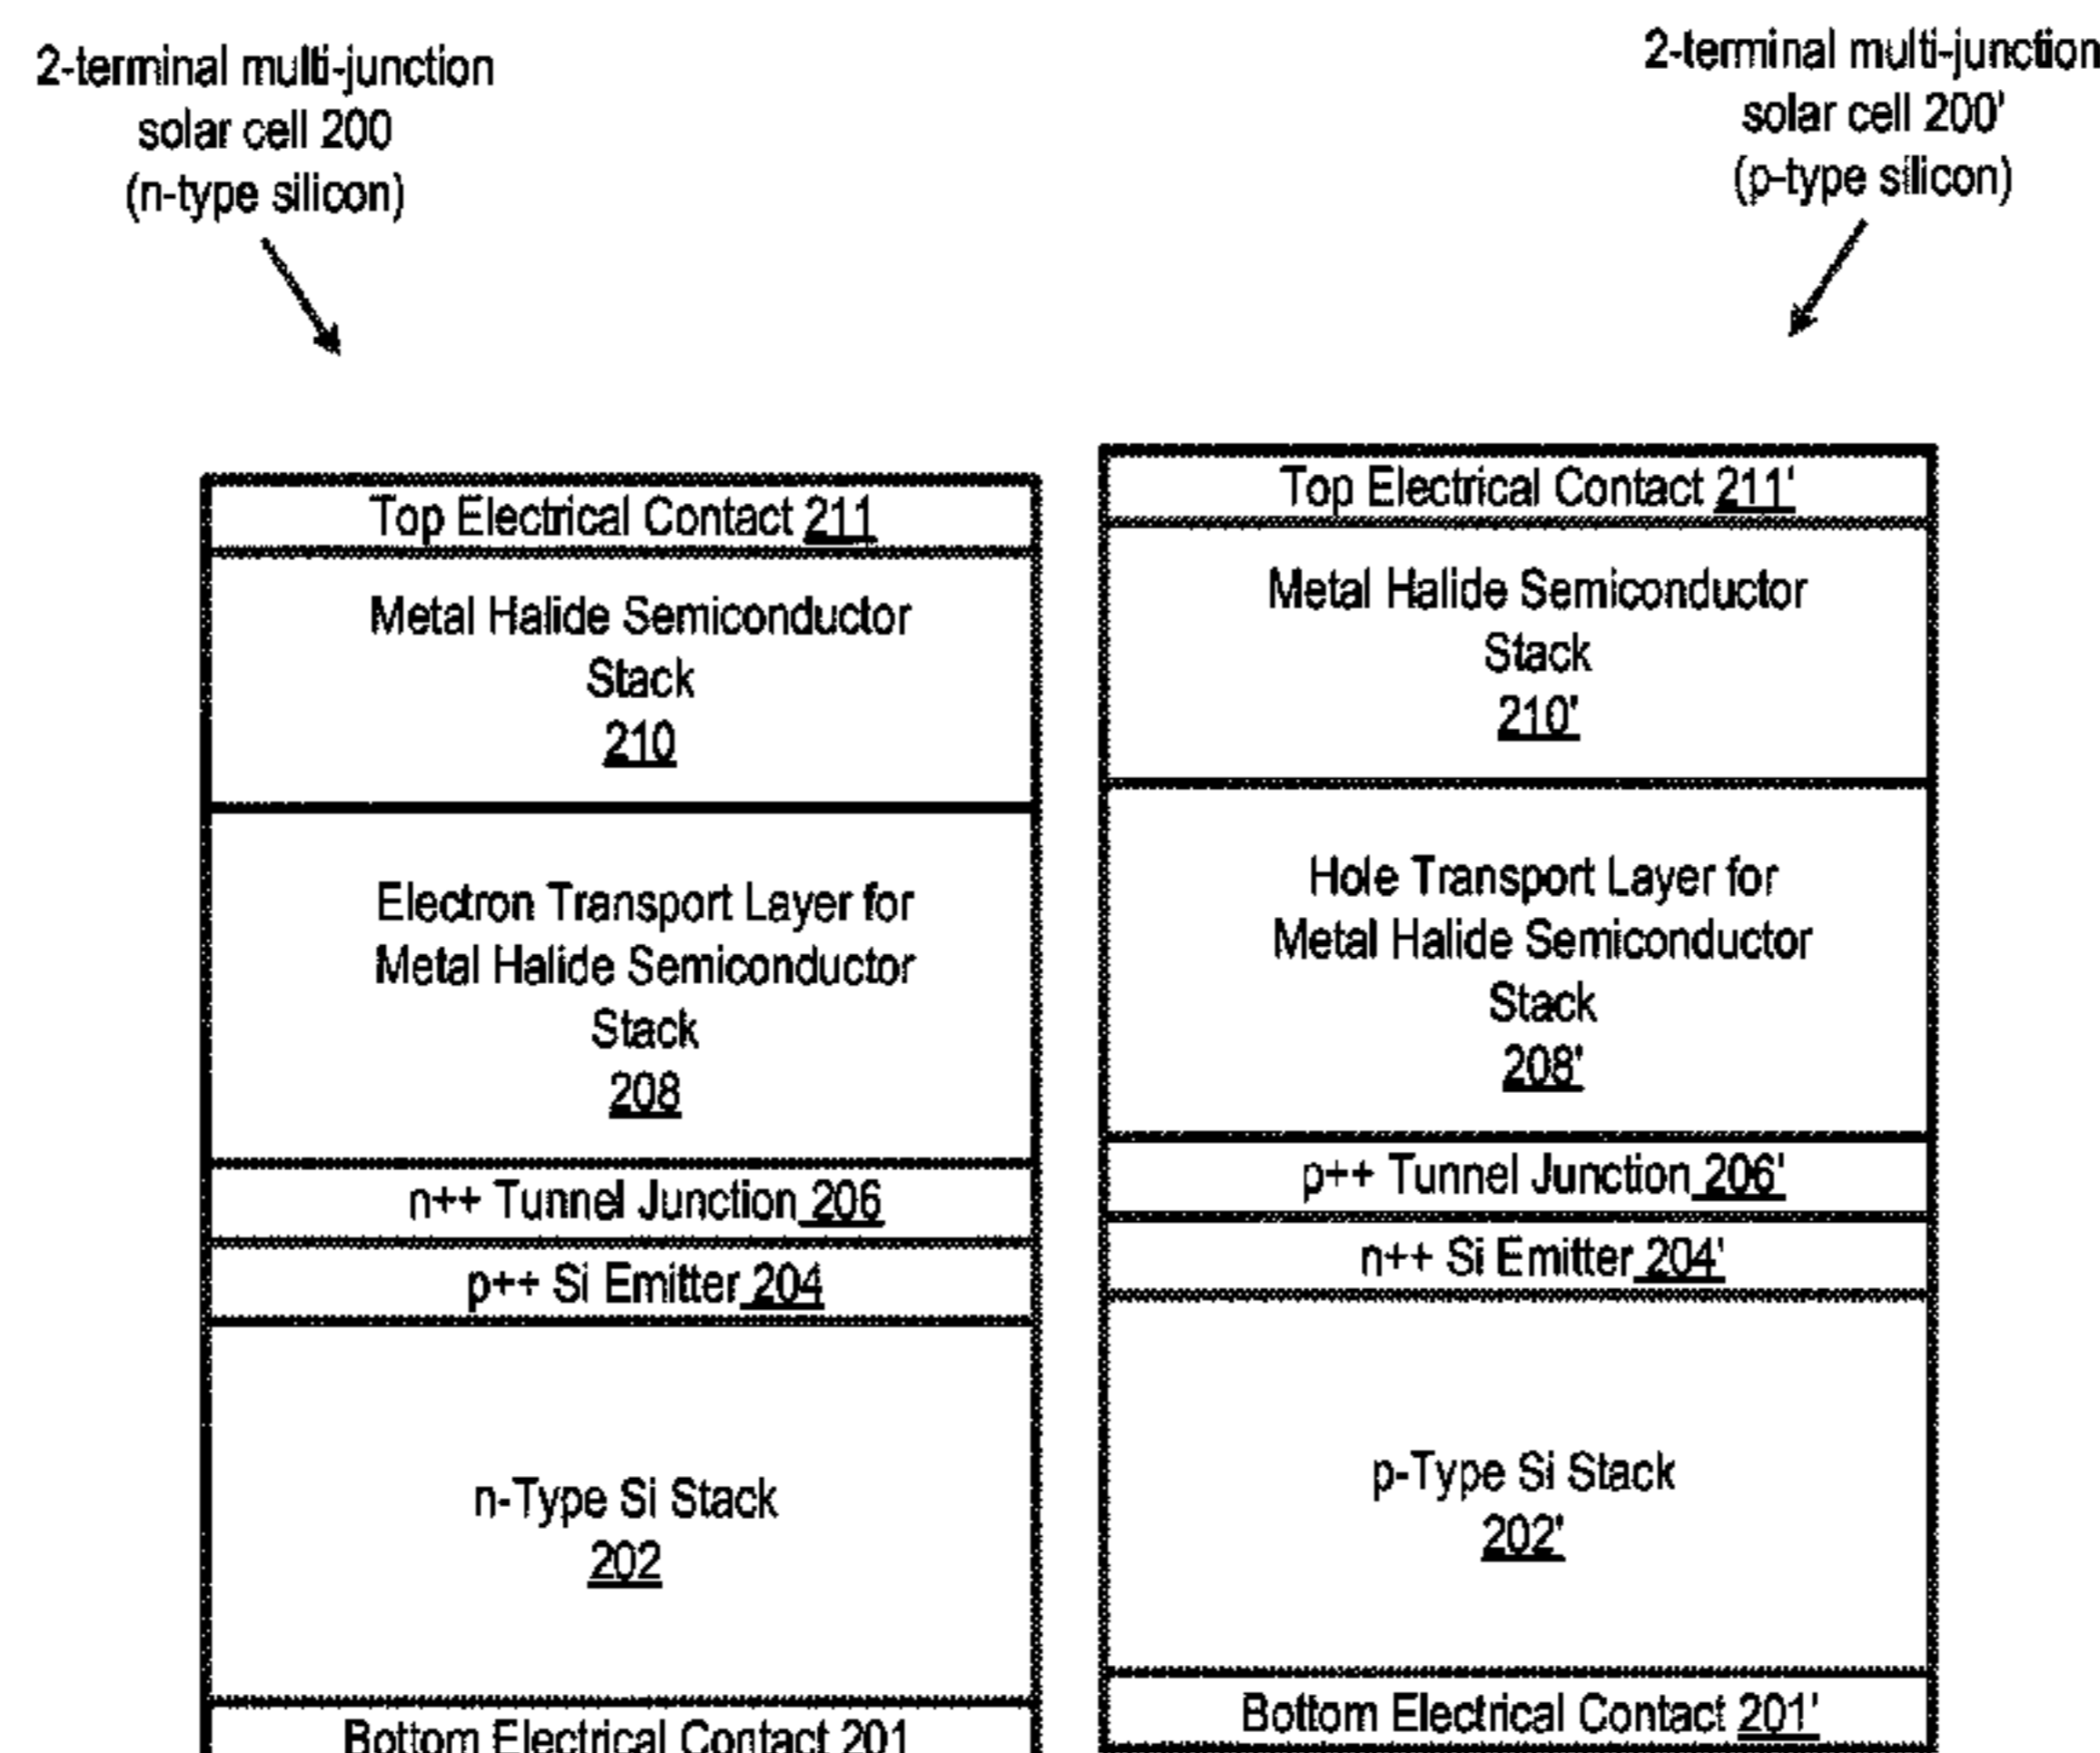 2-terminal multi-junction
solar cell 200
(n-type silicon)
Top Electrical Contact 211
Metal Halide Semiconductor
Stack
210
Electron Transport Layer for
Metal Halide Semiconductor
Stack
208
n++ Tunnel Junction 206
p++ Si Emitter 204
n-Type Si Stack
202
Bottom Electrical Contact 201
2-terminal multi-junction
solar cell 200'
(p-type silicon)
Top Electrical Contact 211'
Metal Halide Semiconductor
Stack
210'
Hole Transport Layer for
Metal Halide Semiconductor
Stack
208'
p++ Tunnel Junction 206'
n++ Si Emitter 204'
p-Type Si Stack
202'
Bottom Electrical Contact 201'